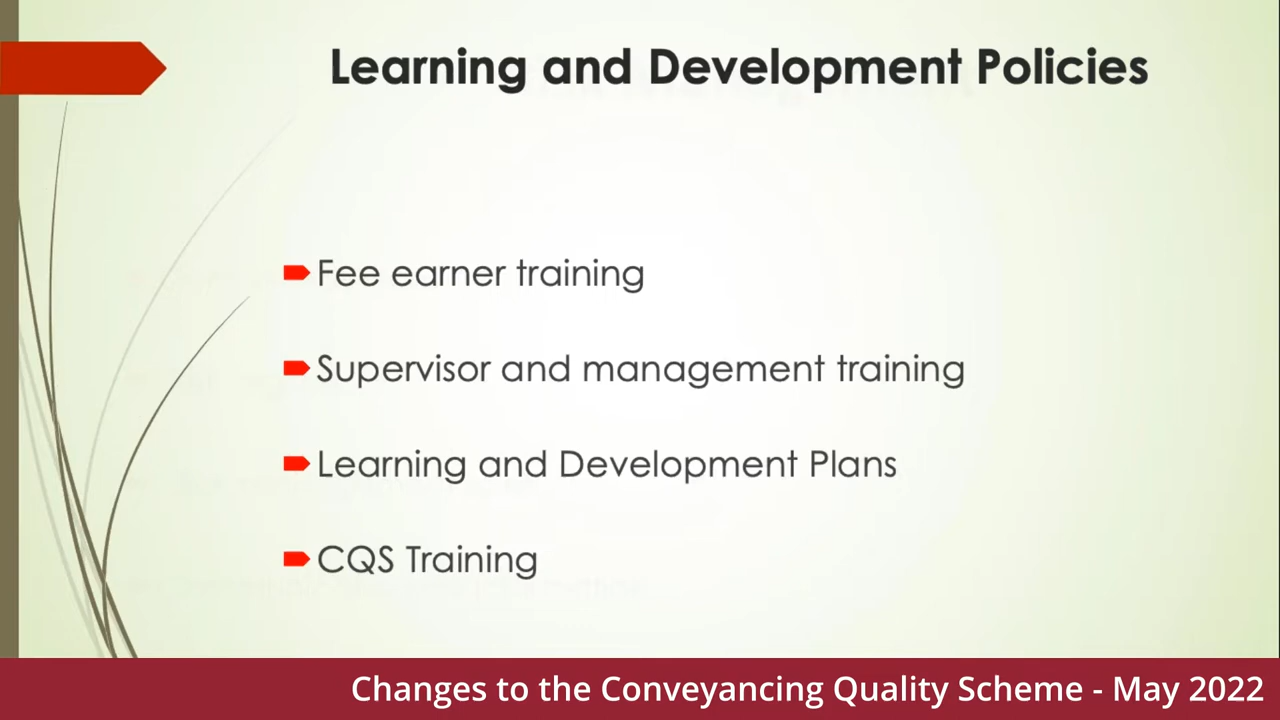 Learning and Development Policies
Fee earner training
Supervisor and management training
Learning and Development Plans
CQS Training
Changes to the Conveyancing Quality Scheme - May 2022